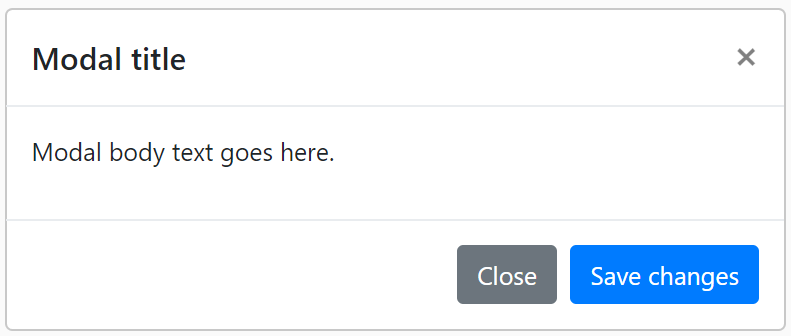 Modal title ×
Modal body text goes here.
Close Save changes